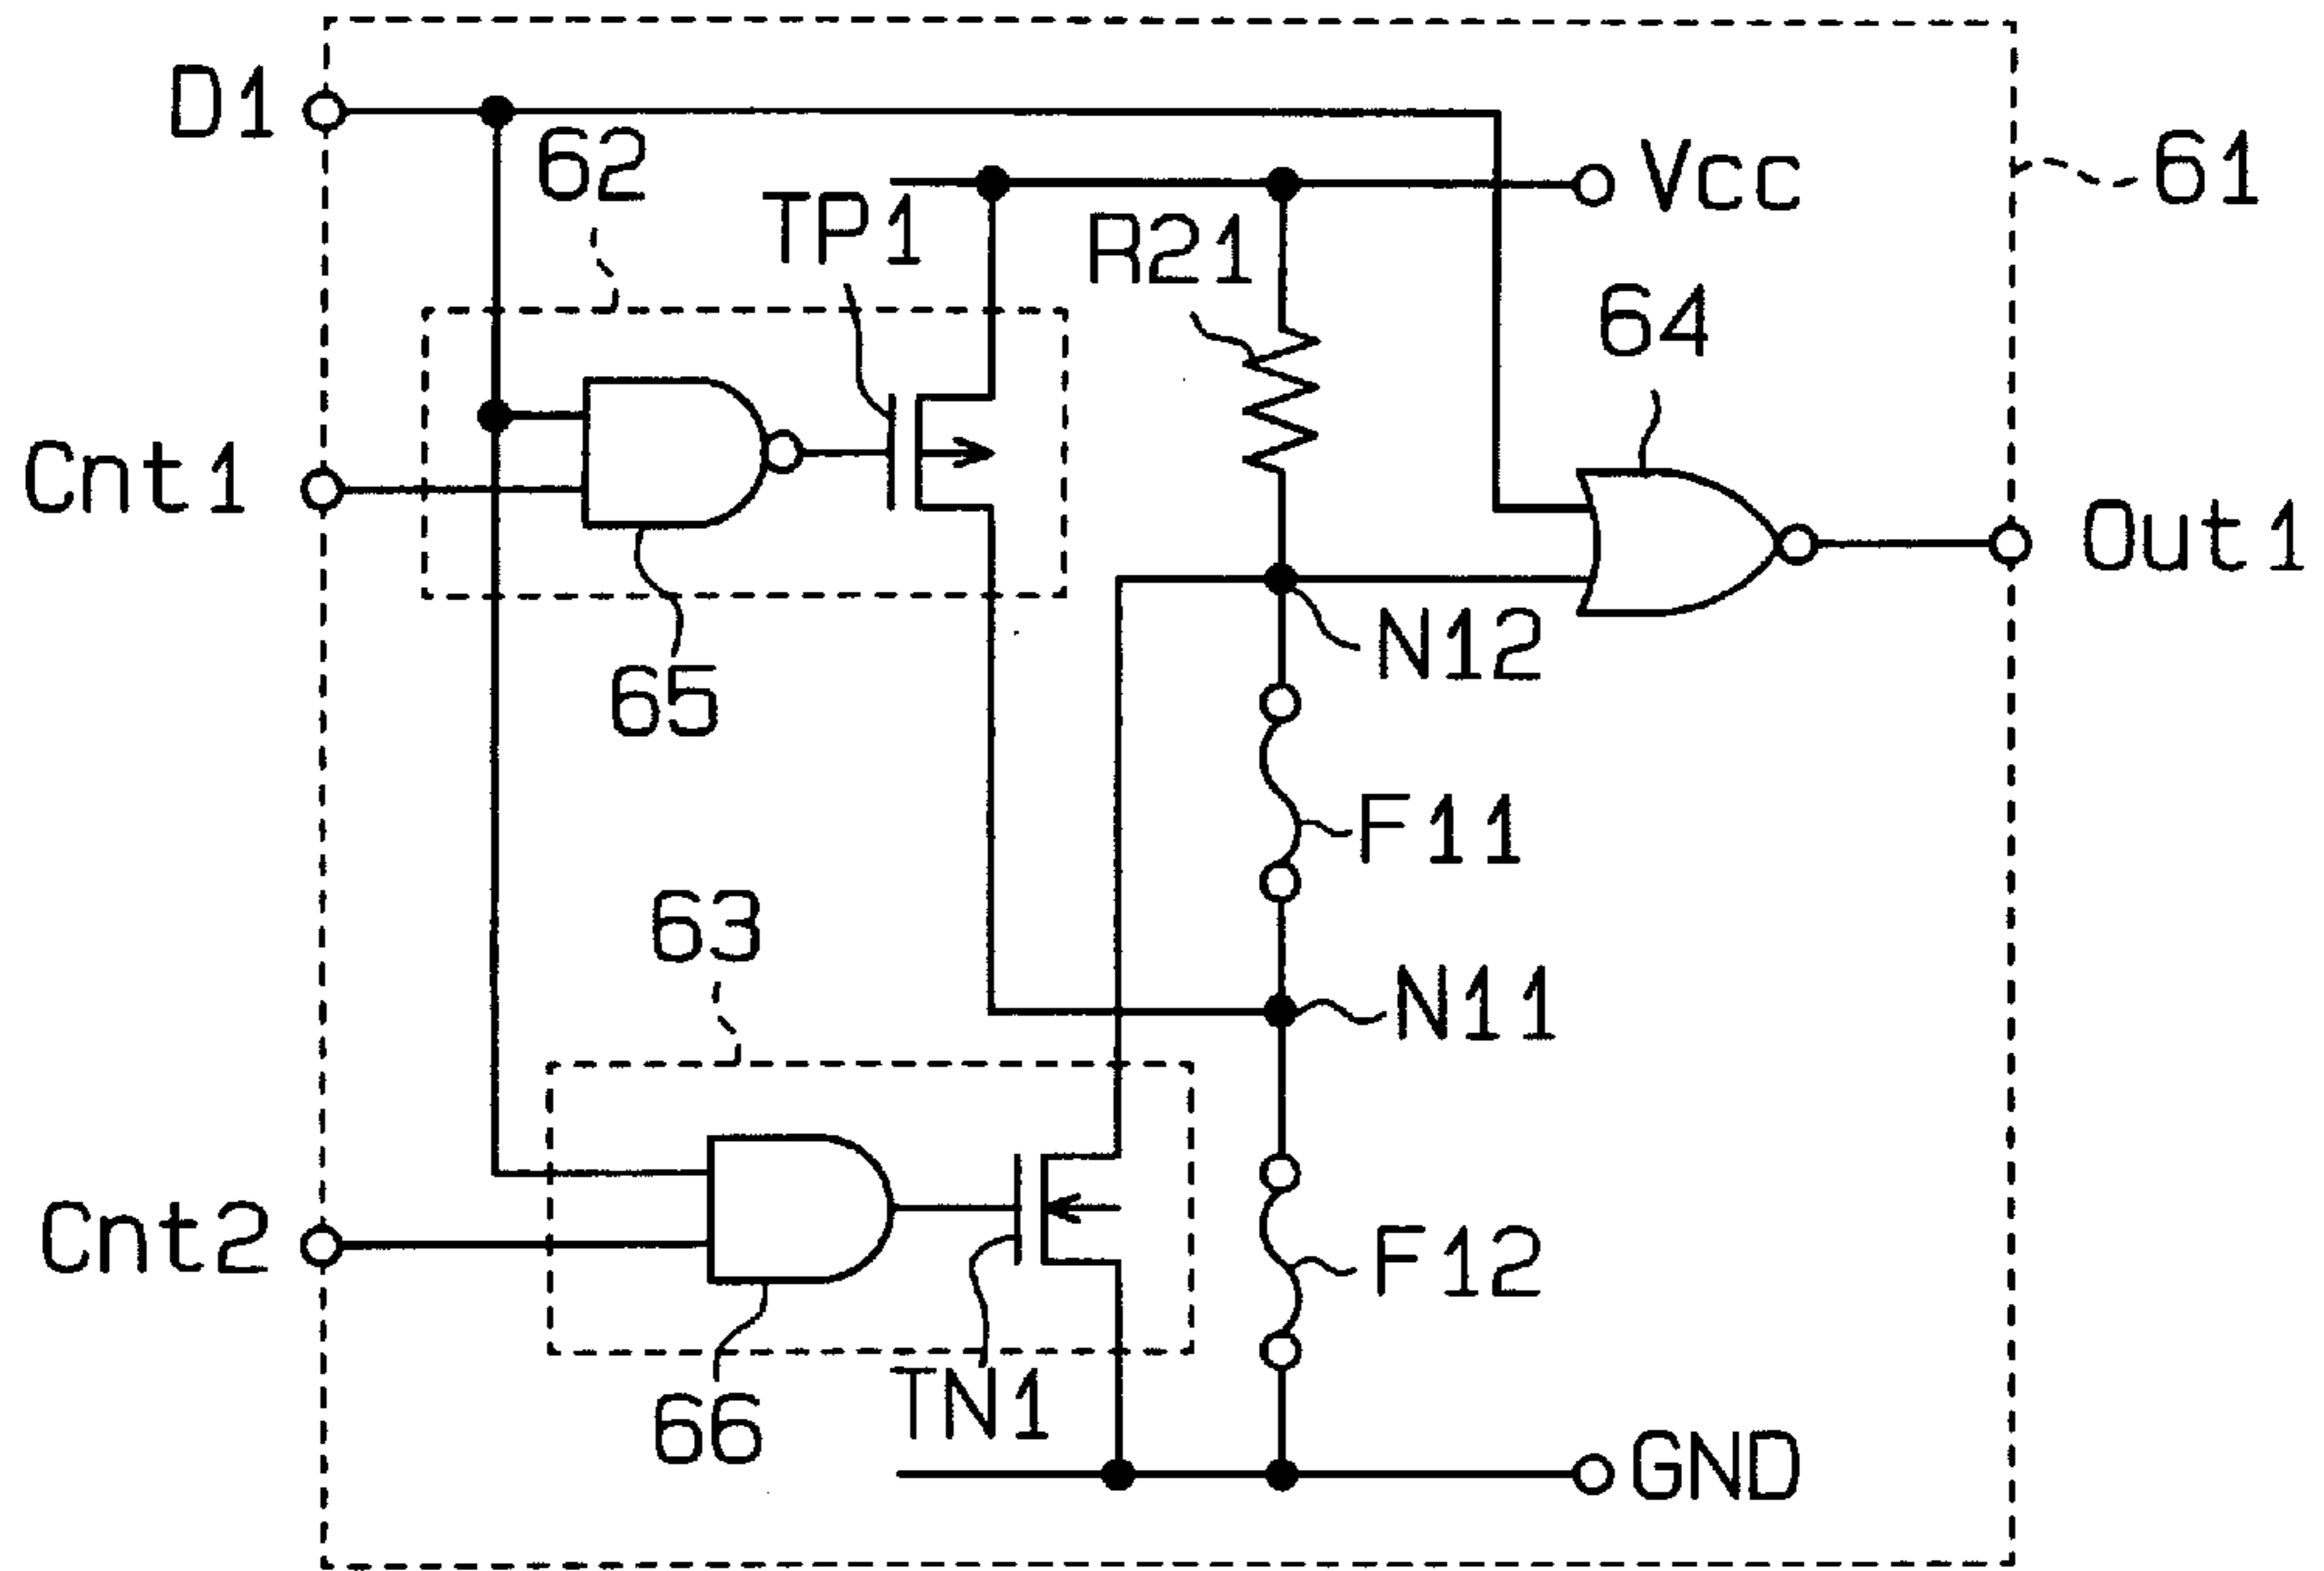 D1
62
TP1
Vcc
61
R21
64
Cnt1
Out1
N12
65
F11
63
N11
Cnt2
F12
TN1
66
GND